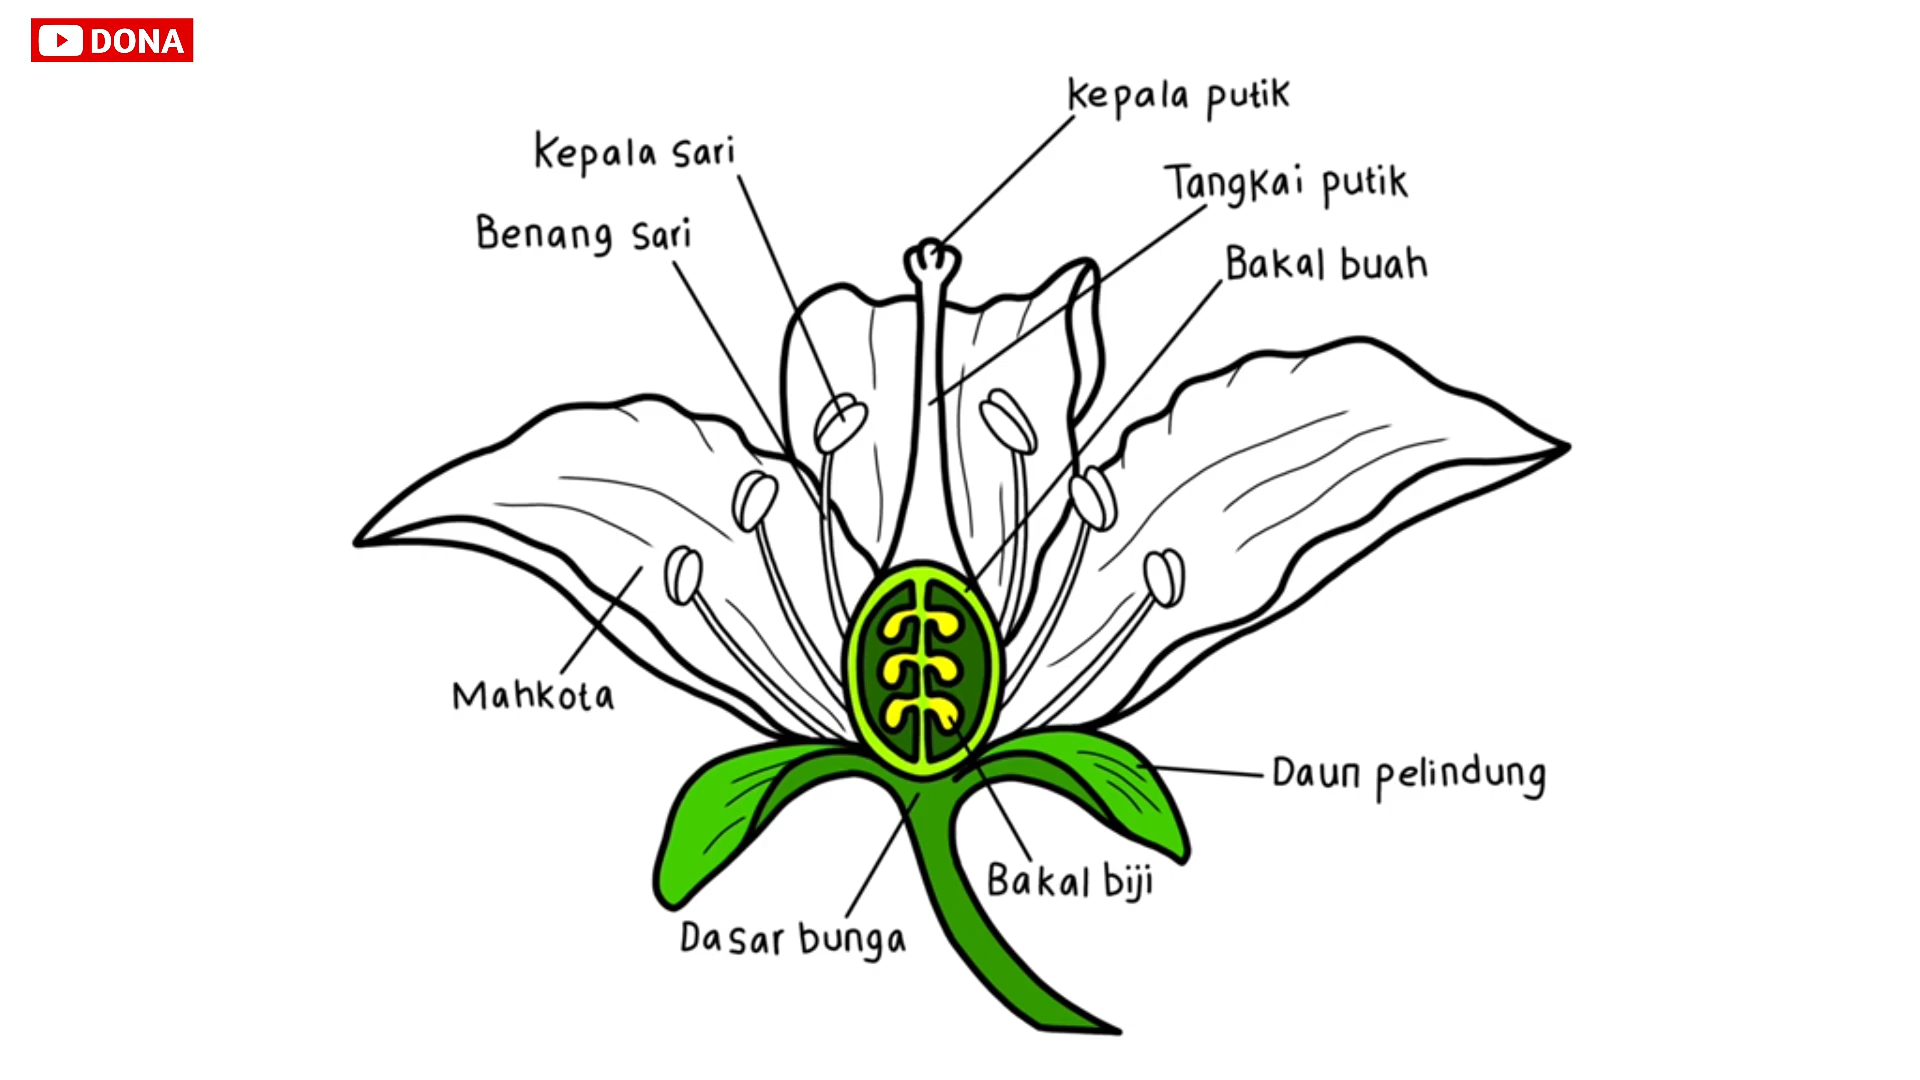 DONA
Kepala putik
Kepala sari
Tangkai putik
Benang sari
Bakal buah
Mahkota
Daun pelindung
Bakal biji
Dasar bunga